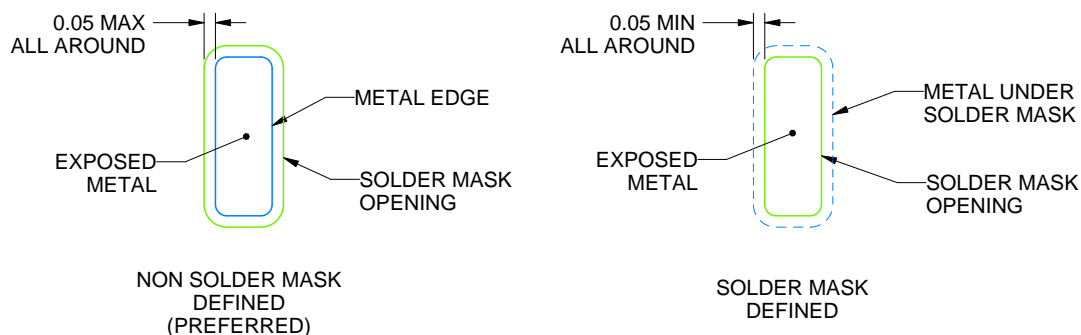 0.05 MAX
ALL AROUND
METAL EDGE
EXPOSED
METAL
SOLDER MASK
OPENING
NON SOLDER MASK
DEFINED
(PREFERRED)
0.05 MIN
ALL AROUND
METAL UNDER
SOLDER MASK
EXPOSED
METAL
SOLDER MASK
OPENING
SOLDER MASK
DEFINED